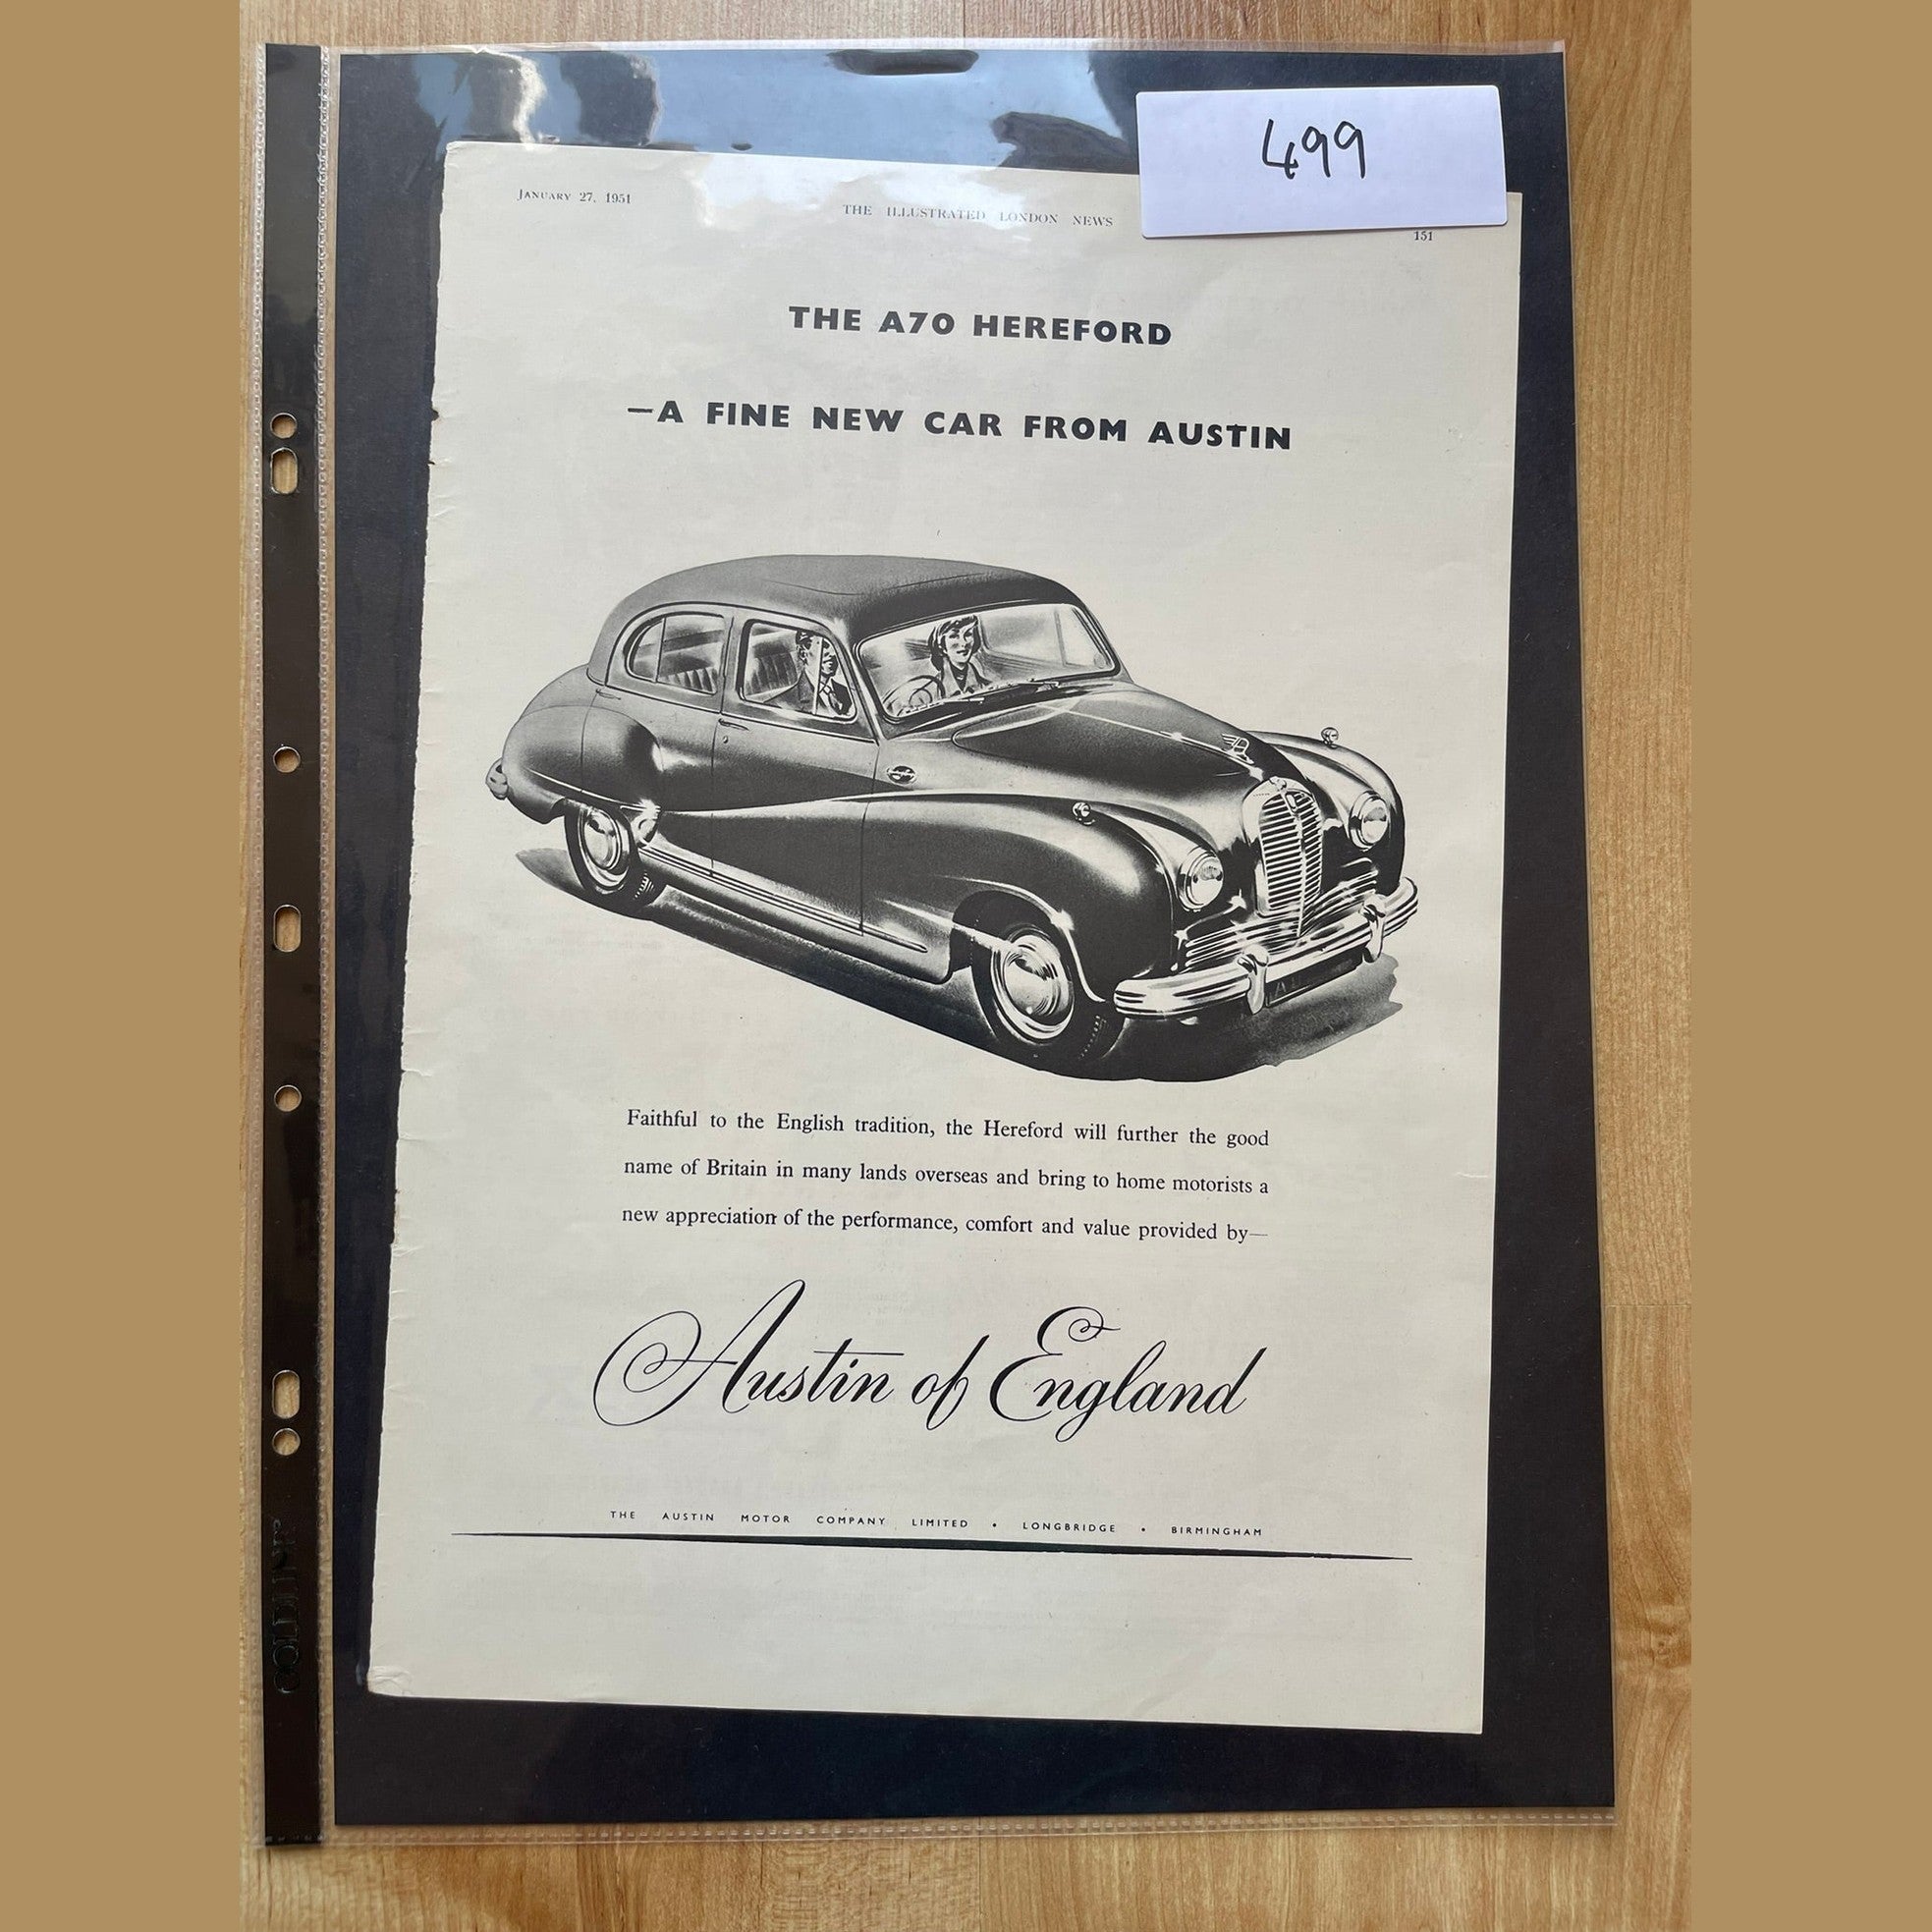 499
JANUARY 27, 1951
THE ILLUSTRATED LONDON NEWS
151
THE A70 HEREFORD
—A FINE NEW CAR FROM AUSTIN
Faithful to the English tradition, the Hereford will further the good
name of Britain in many lands overseas and bring to home motorists a
new appreciation of the performance, comfort and value provided by—
Austin of England
THE AUSTIN MOTOR COMPANY LIMITED • LONGBRIDGE • BIRMINGHAM